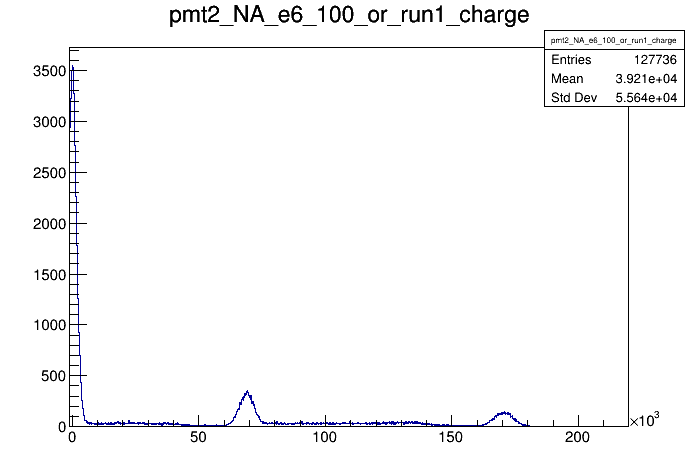 pmt2_NA_e6_100_or_run1_charge
pmt2_NA_e6_100_or_run1_charge
Entries 127736
Mean 3.921e+04
Std Dev 5.564e+04
3500
3000
2500
2000
1500
1000
500
0
0 50 100 150 200
×10³